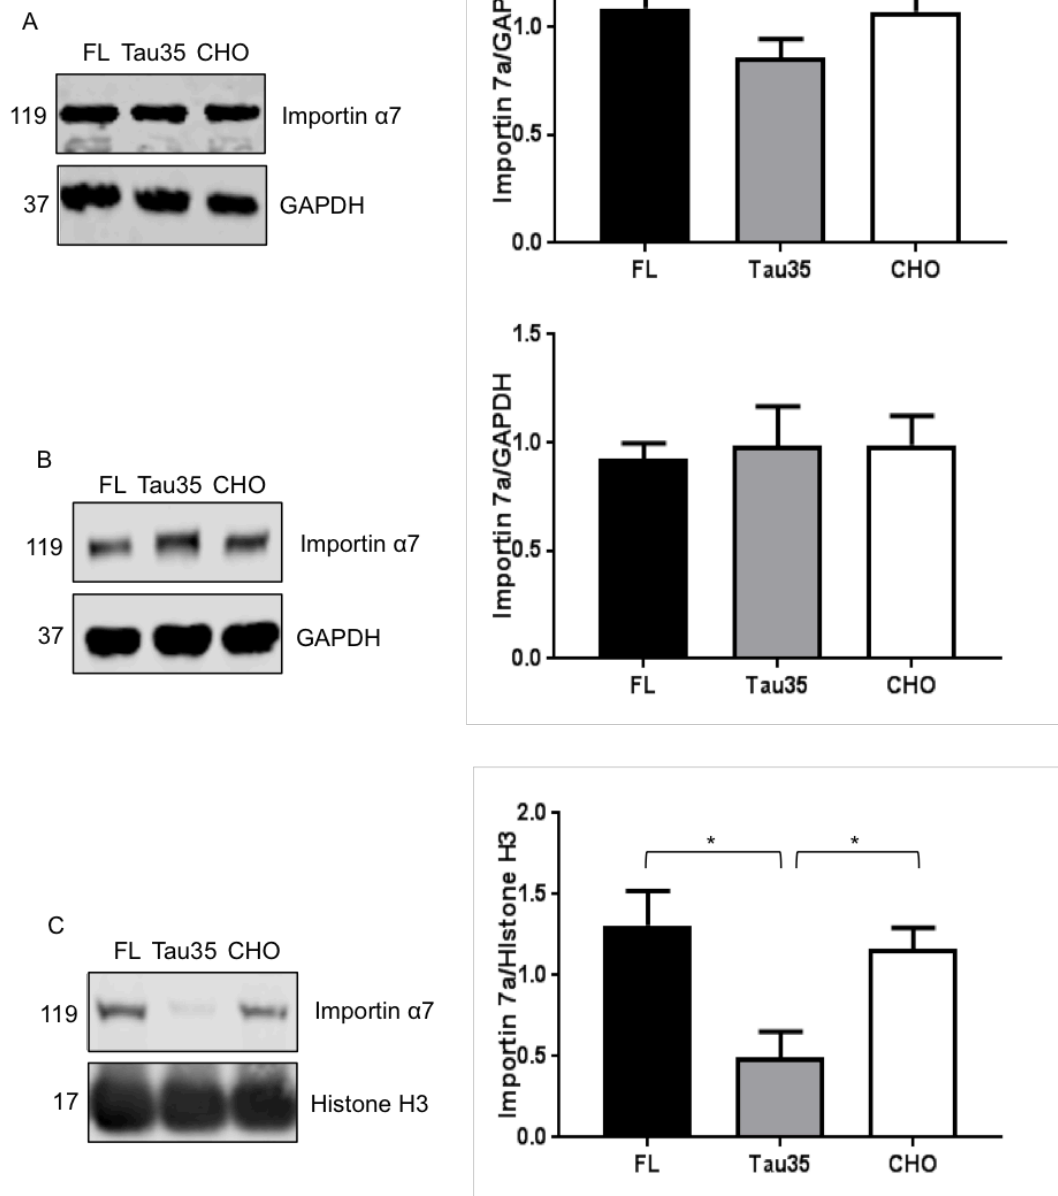 A
FL Tau35 CHO
119 Importin α7
37 GAPDH
Importin 7a/GAP
1.0
0.5
0.0
FL Tau35 CHO
B
FL Tau35 CHO
119 Importin α7
37 GAPDH
Importin 7a/GAPDH
1.5
1.0
0.5
0.0
FL Tau35 CHO
C
FL Tau35 CHO
119 Importin α7
17 Histone H3
Importin 7a/Histone H3
2.0
1.5
1.0
0.5
0.0
* *
FL Tau35 CHO